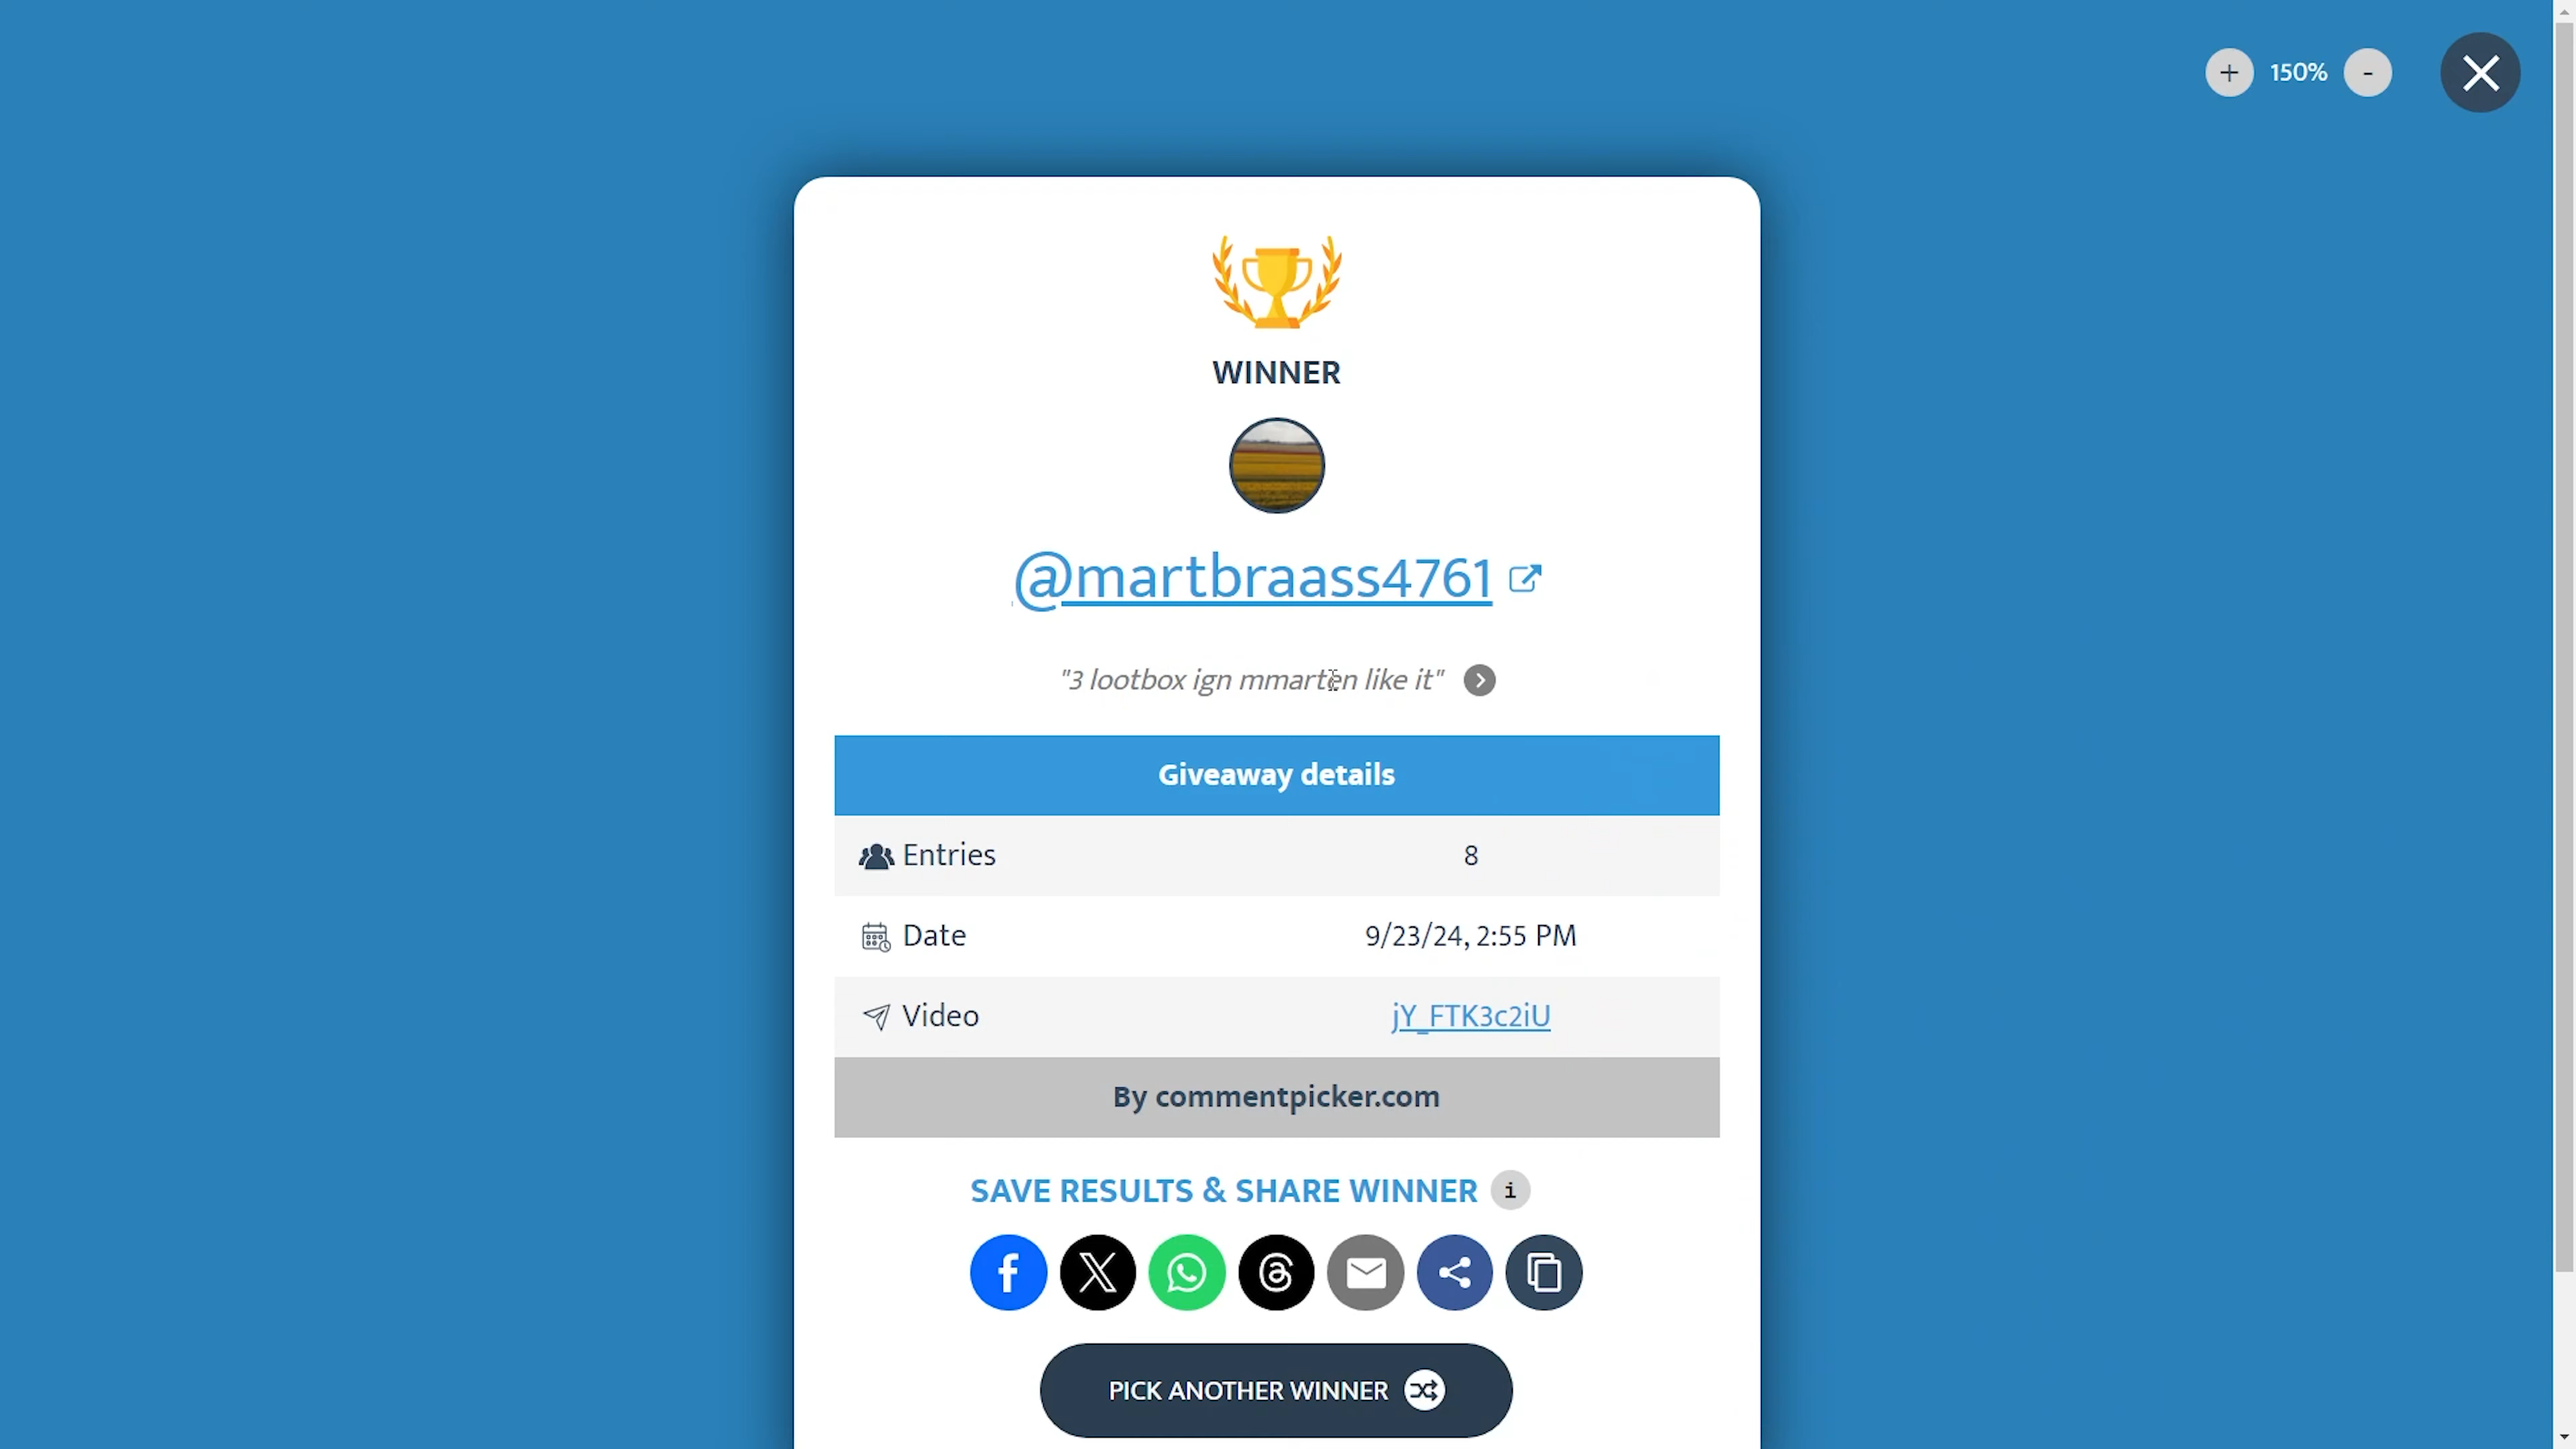 + 150% -
WINNER
@martbraass4761
"3 lootbox ign mmarten like it"
Giveaway details
Entries 8
Date 9/23/24, 2:55 PM
Video jY_FTK3c2iU
By commentpicker.com
SAVE RESULTS & SHARE WINNER i
PICK ANOTHER WINNER